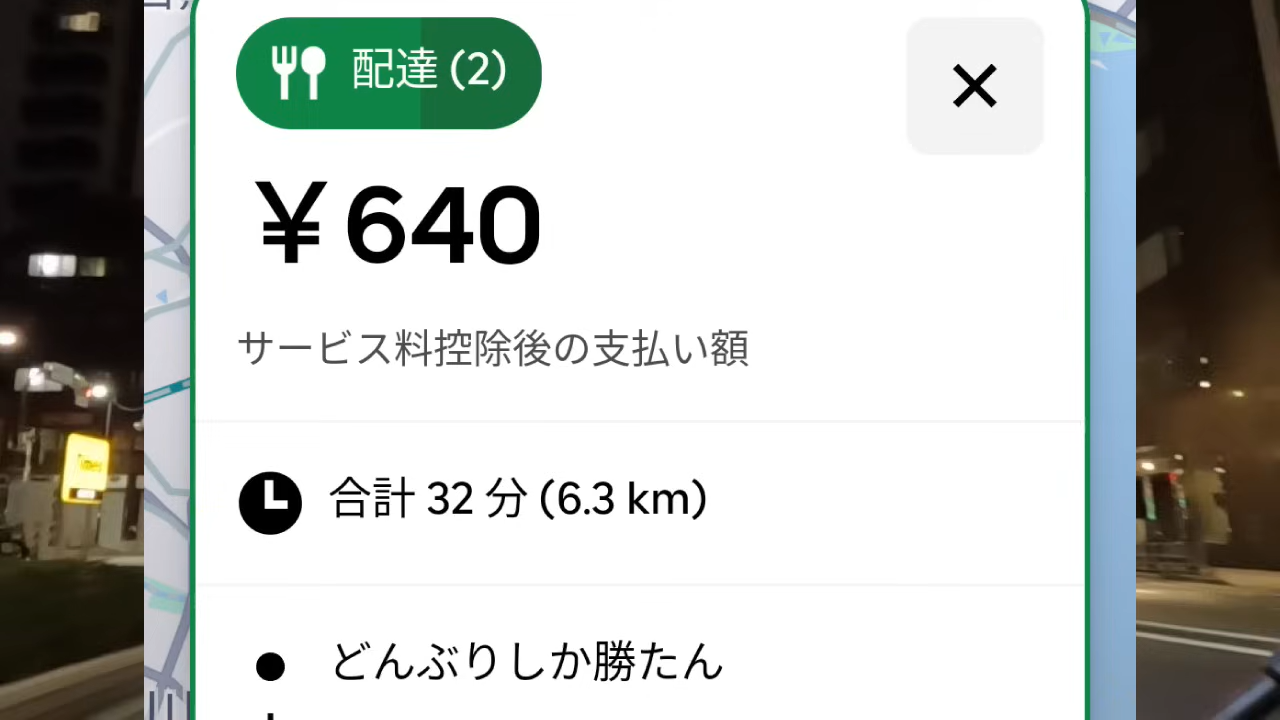 配達 (2)
￥640
サービス料控除後の支払い額
合計 32 分 (6.3 km)
どんぶりしか勝たん
Times